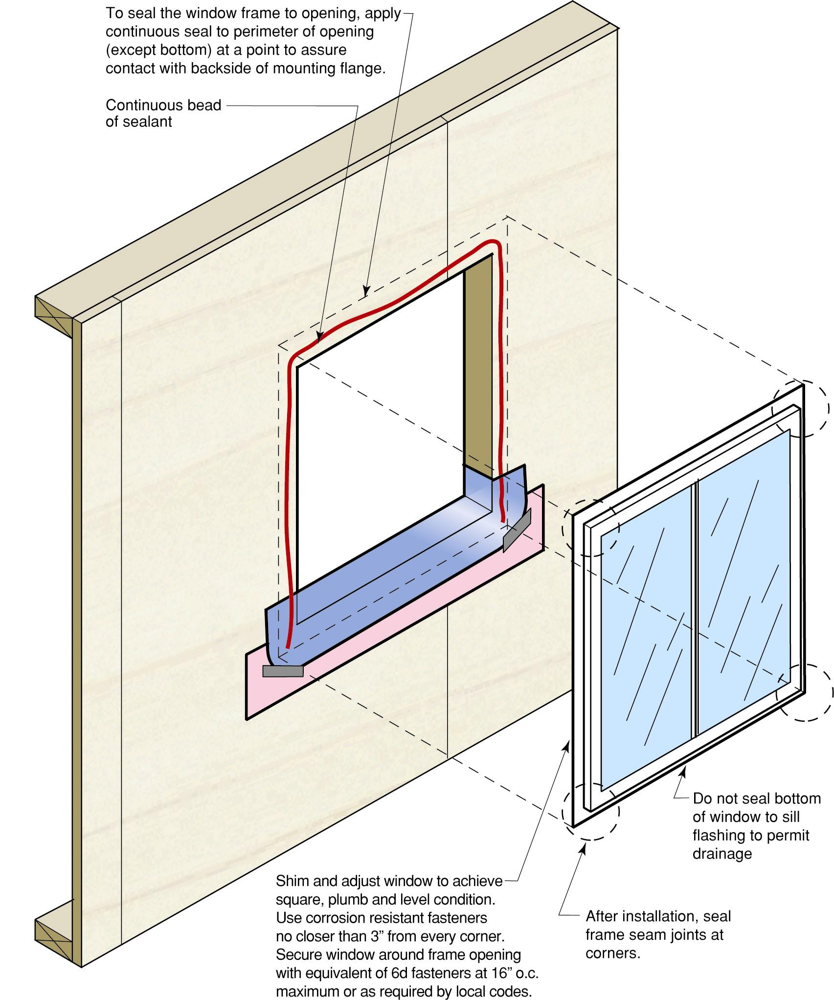 To seal the window frame to opening, apply
continuous seal to perimeter of opening
(except bottom) at a point to assure
contact with backside of mounting flange.
Continuous bead
of sealant
Do not seal bottom
of window to sill
flashing to permit
drainage
Shim and adjust window to achieve
square, plumb and level condition.
Use corrosion resistant fasteners
no closer than 3” from every corner.
Secure window around frame opening
with equivalent of 6d fasteners at 16” o.c.
maximum or as required by local codes.
After installation, seal
frame seam joints at
corners.